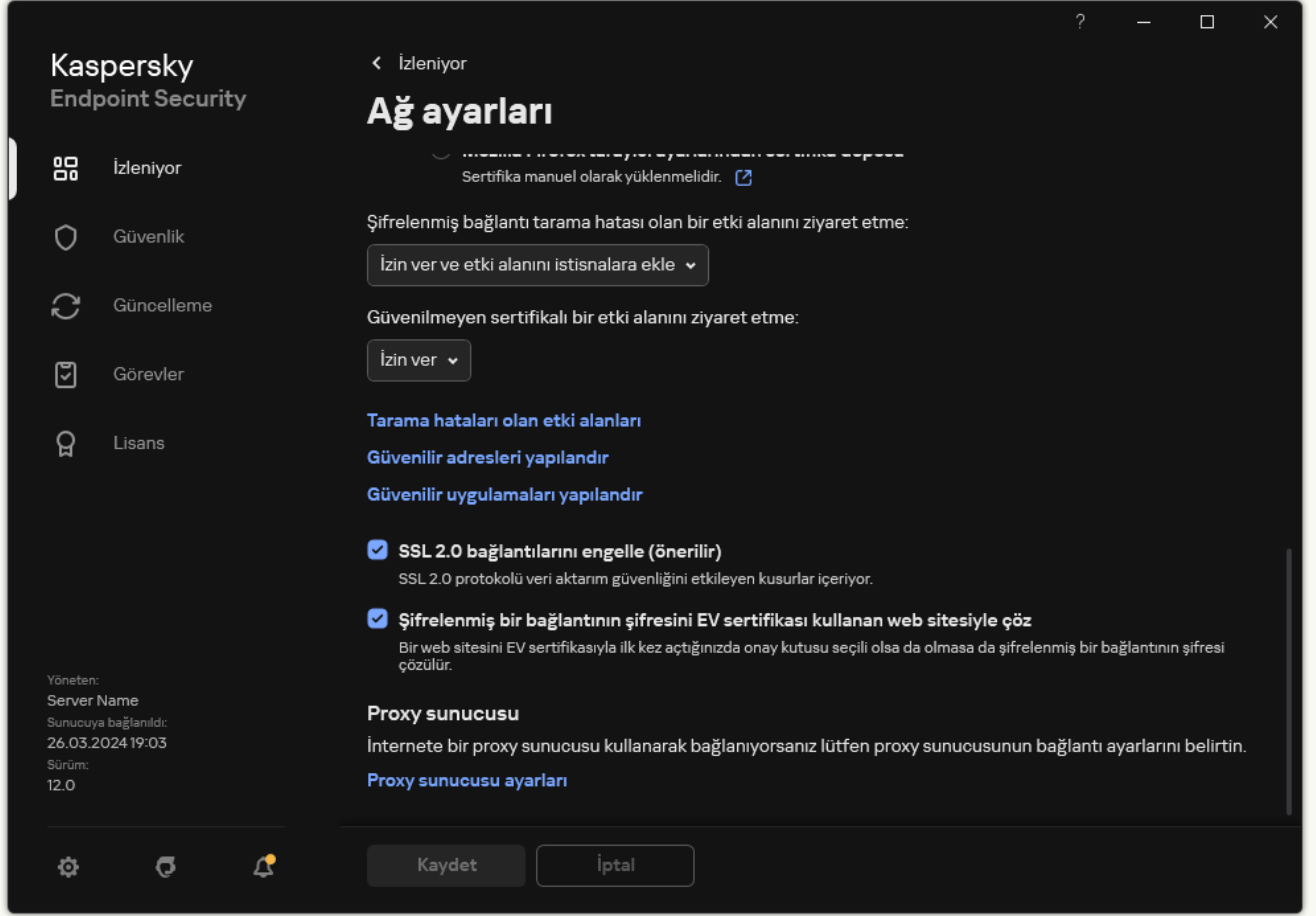 ?
Kaspersky
Endpoint Security
İzleniyor
Güvenlik
Güncelleme
Görevler
Lisans
Yöneten:
Server Name
Sunucuya bağlanıldı:
26.03.2024 19:03
Sürüm:
12.0
İzleniyor
Ağ ayarları
Sertifika manuel olarak yüklenmelidir.
Şifrelenmiş bağlantı tarama hatası olan bir etki alanını ziyaret etme:
İzin ver ve etki alanını istisnalara ekle
Güvenilmeyen sertifikalı bir etki alanını ziyaret etme:
İzin ver
Tarama hataları olan etki alanları
Güvenilir adresleri yapılandır
Güvenilir uygulamaları yapılandır
SSL 2.0 bağlantılarını engelle (önerilir)
SSL 2.0 protokolü veri aktarım güvenliğini etkileyen kusurlar içeriyor.
Şifrelenmiş bir bağlantının şifresini EV sertifikası kullanan web sitesiyle çöz
Bir web sitesini EV sertifikasıyla ilk kez açtığınızda onay kutusu seçili olsa da olmasa da şifrelenmiş bir bağlantının şifresi
çözülür.
Proxy sunucusu
İnternete bir proxy sunucusu kullanarak bağlanıyorsanız lütfen proxy sunucusunun bağlantı ayarlarını belirtin.
Proxy sunucusu ayarları
Kaydet
İptal